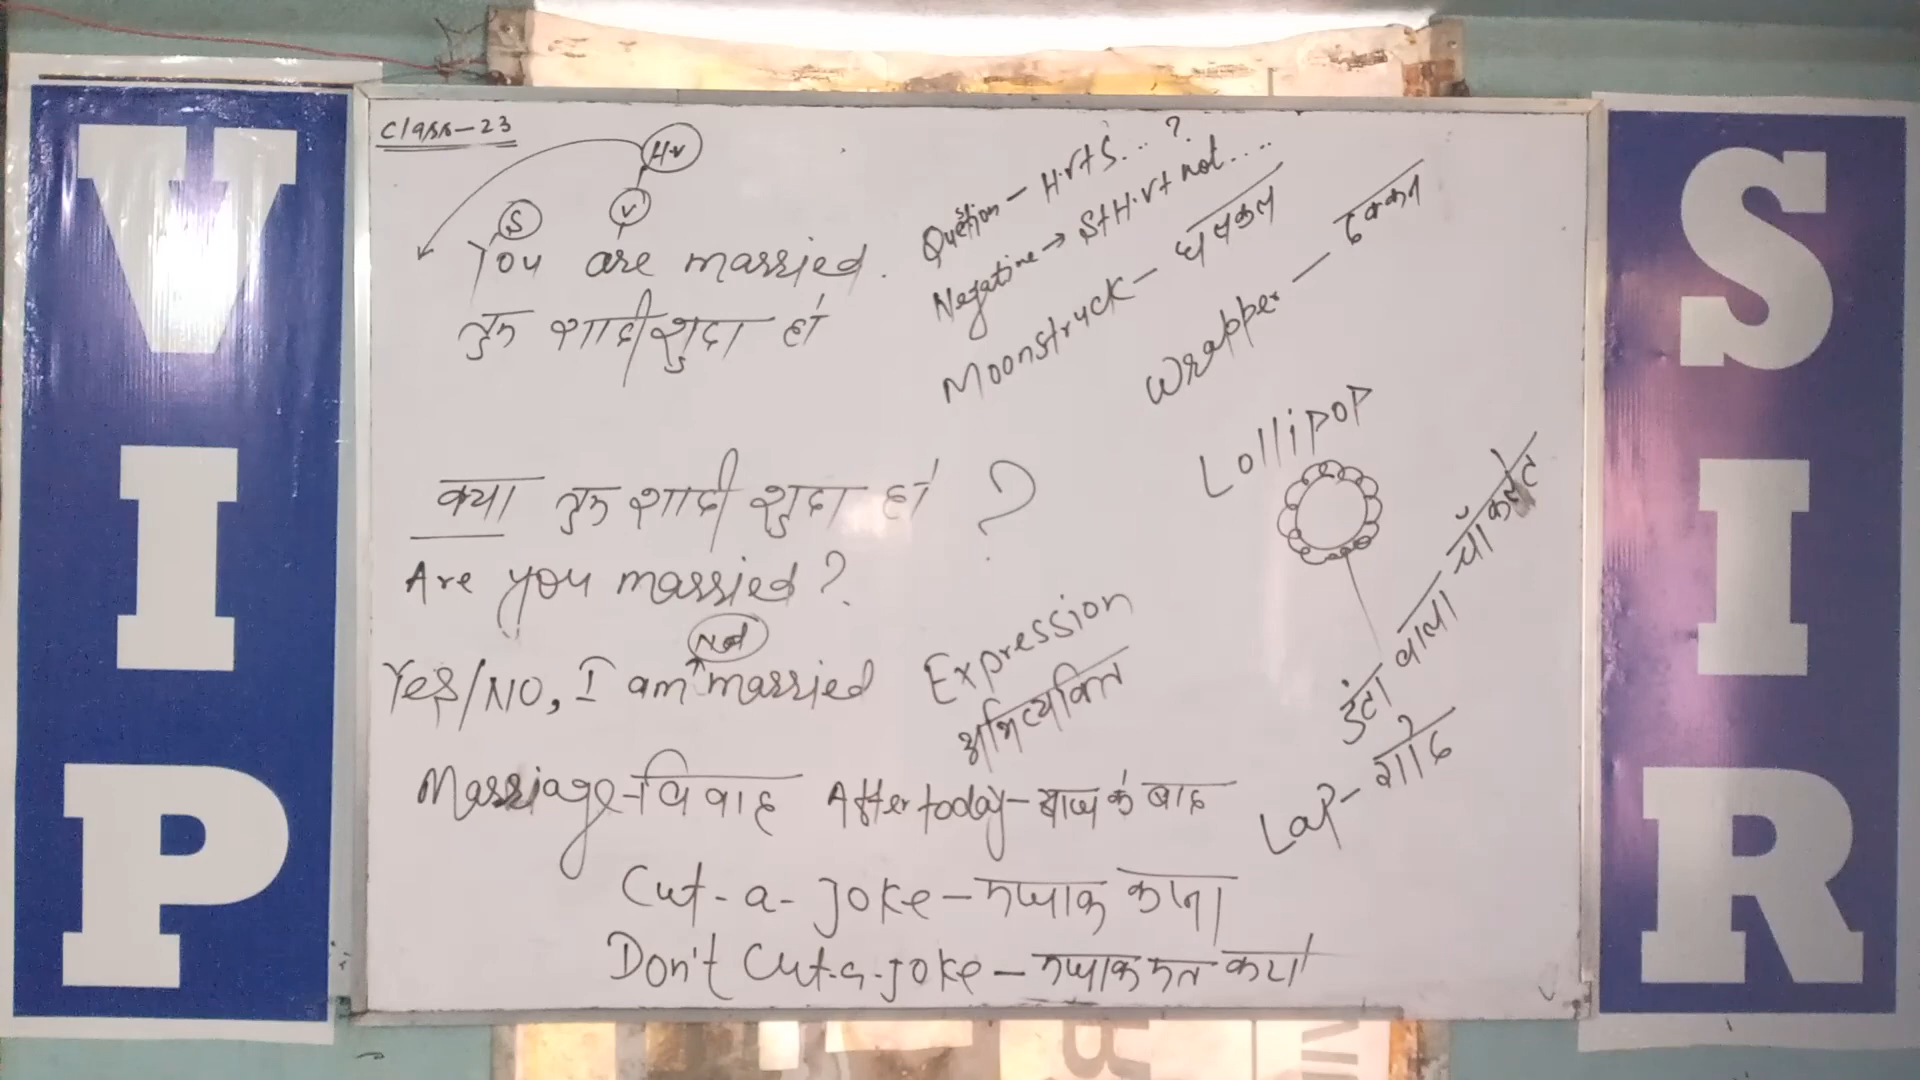 VIP
SIR
Class-23
H.v
S
v
You are married.
तुम शादीशुदा हो
Question - H.v+S...?
Negative → S+H.v+not....
Moonstruck -
Wrapper - ढक्कन
Lollipop
डंटा वाला चॉकलेट
क्या तुम शादीशुदा हो ?
Are you married?
Not
Yes/No, I am married
Expression
अभिव्यक्ति
Marriage - विवाह
After today - आज के बाद
Lap - गोद
Cut-a-joke - मजाक करना
Don't Cut-a-joke - मजाक मत करो